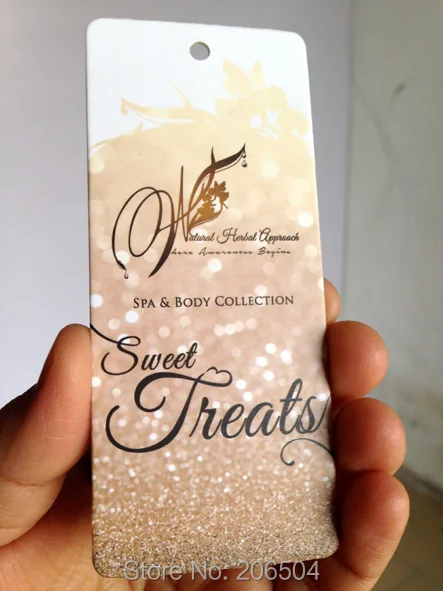 Natural Herbal Approach
Where Awareness Begins
SPA & BODY COLLECTION
Sweet
Treats
Store No: 206504